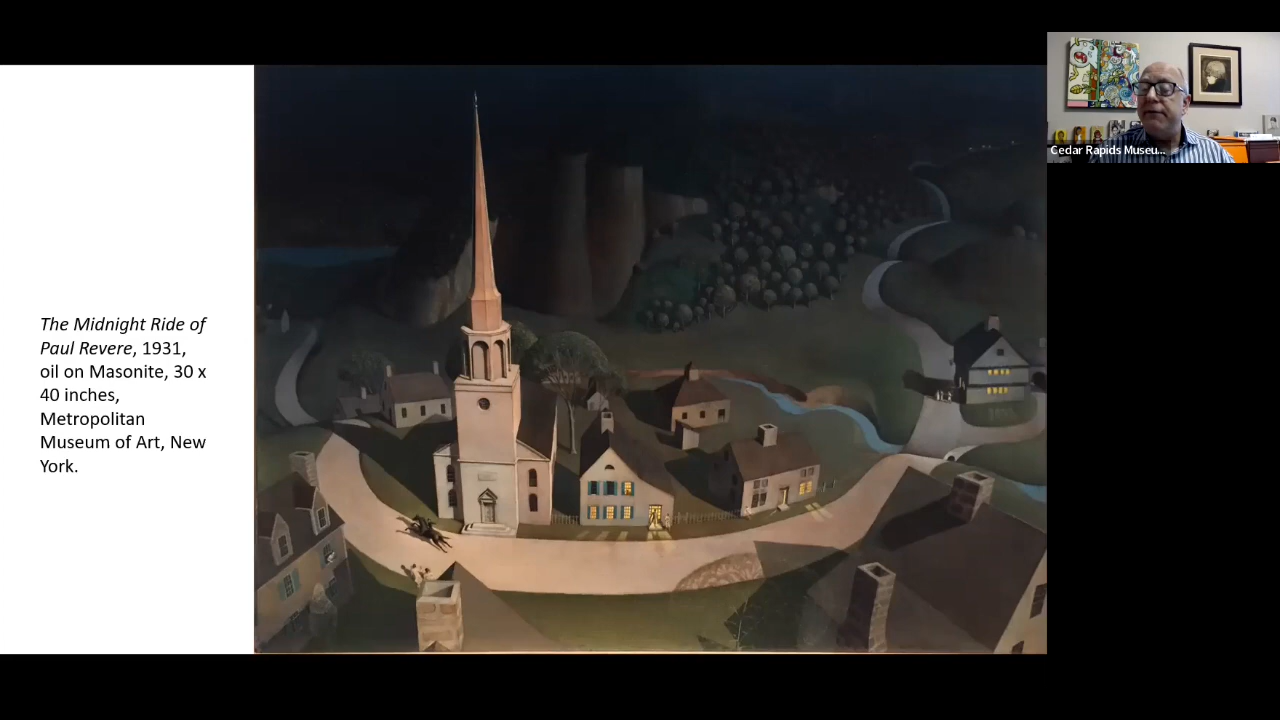 The Midnight Ride of
Paul Revere, 1931,
oil on Masonite, 30 x
40 inches,
Metropolitan
Museum of Art, New
York.
Cedar Rapids Museu...